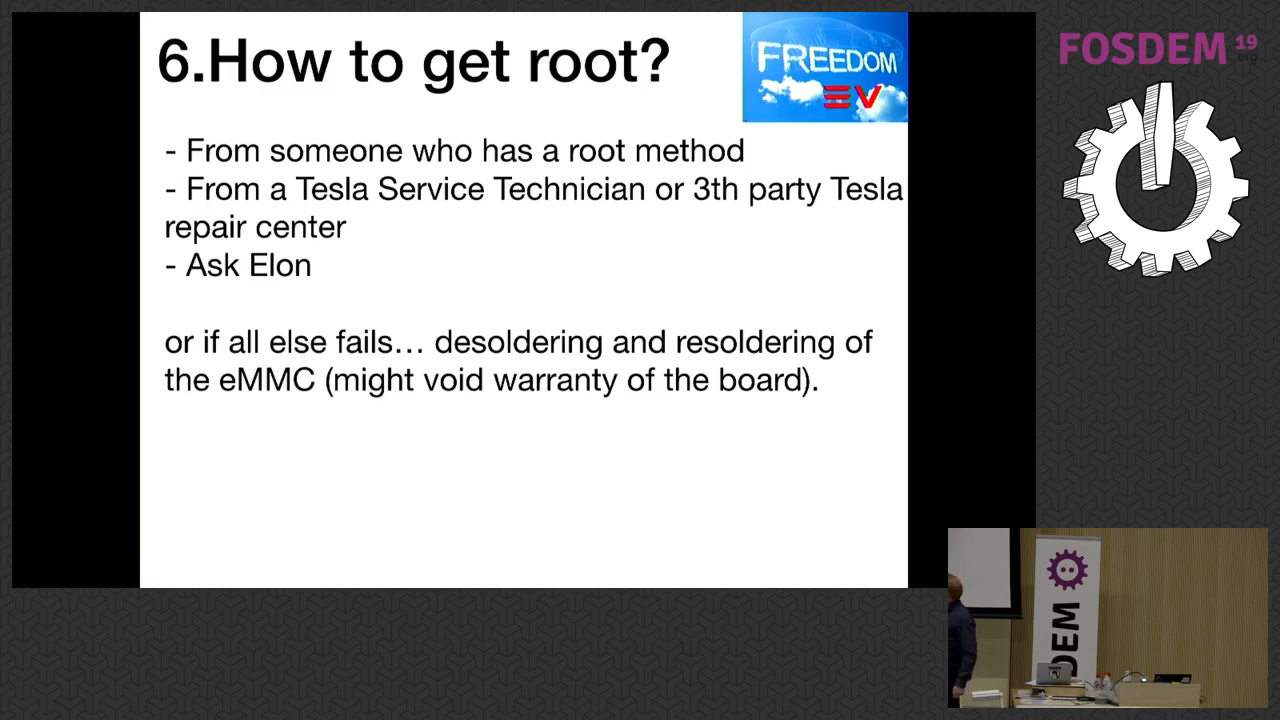 6.How to get root?
FREEDOM
EV
- From someone who has a root method
- From a Tesla Service Technician or 3th party Tesla
repair center
- Ask Elon
or if all else fails… desoldering and resoldering of
the eMMC (might void warranty of the board).
FOSDEM 19
.org
DEM